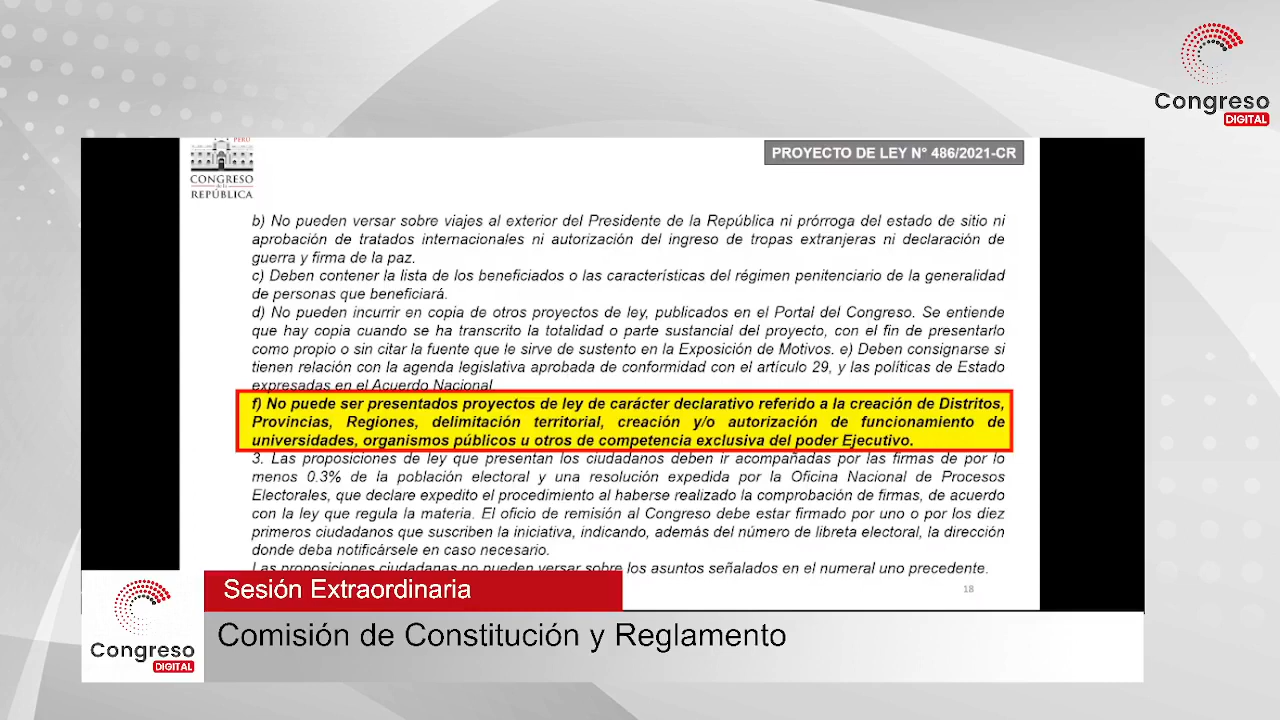 Congreso
DIGITAL
PERÚ
CONGRESO
de la
REPÚBLICA
PROYECTO DE LEY N° 486/2021-CR
b) No pueden versar sobre viajes al exterior del Presidente de la República ni prórroga del estado de sitio ni
aprobación de tratados internacionales ni autorización del ingreso de tropas extranjeras ni declaración de
guerra y firma de la paz.
c) Deben contener la lista de los beneficiados o las características del régimen penitenciario de la generalidad
de personas que beneficiará.
d) No pueden incurrir en copia de otros proyectos de ley, publicados en el Portal del Congreso. Se entiende
que hay copia cuando se ha transcrito la totalidad o parte sustancial del proyecto, con el fin de presentarlo
como propio o sin citar la fuente que le sirve de sustento en la Exposición de Motivos. e) Deben consignarse si
tienen relación con la agenda legislativa aprobada de conformidad con el artículo 29, y las políticas de Estado
expresadas en el Acuerdo Nacional.
f) No puede ser presentados proyectos de ley de carácter declarativo referido a la creación de Distritos,
Provincias, Regiones, delimitación territorial, creación y/o autorización de funcionamiento de
universidades, organismos públicos u otros de competencia exclusiva del poder Ejecutivo.
3. Las proposiciones de ley que presentan los ciudadanos deben ir acompañadas por las firmas de por lo
menos 0.3% de la población electoral y una resolución expedida por la Oficina Nacional de Procesos
Electorales, que declare expedito el procedimiento al haberse realizado la comprobación de firmas, de acuerdo
con la ley que regula la materia. El oficio de remisión al Congreso debe estar firmado por uno o por los diez
primeros ciudadanos que suscriben la iniciativa, indicando, además del número de libreta electoral, la dirección
donde deba notificársele en caso necesario.
Las proposiciones ciudadanas no pueden versar sobre los asuntos señalados en el numeral uno precedente.
18
Sesión Extraordinaria
Comisión de Constitución y Reglamento
Congreso
DIGITAL